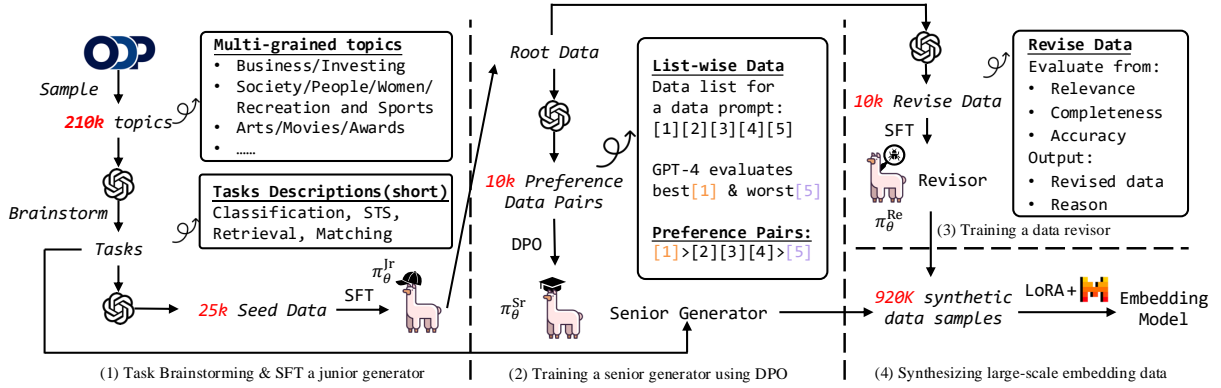 ODP
Sample
210k topics
Brainstorm
Tasks
25k Seed Data
SFT
π_θ^Jr
Multi-grained topics
• Business/Investing
• Society/People/Women/
Recreation and Sports
• Arts/Movies/Awards
• ……
Tasks Descriptions(short)
Classification, STS,
Retrieval, Matching
(1) Task Brainstorming & SFT a junior generator
Root Data
10k Preference
Data Pairs
DPO
π_θ^Sr
Senior Generator
List-wise Data
Data list for
a data prompt:
[1][2][3][4][5]
GPT-4 evaluates
best[1] & worst[5]
Preference Pairs:
[1]>[2][3][4]>[5]
(2) Training a senior generator using DPO
10k Revise Data
SFT
Revisor
π_θ^Re
Revise Data
Evaluate from:
• Relevance
• Completeness
• Accuracy
Output:
• Revised data
• Reason
(3) Training a data revisor
920K synthetic
data samples
LoRA+
Embedding
Model
(4) Synthesizing large-scale embedding data